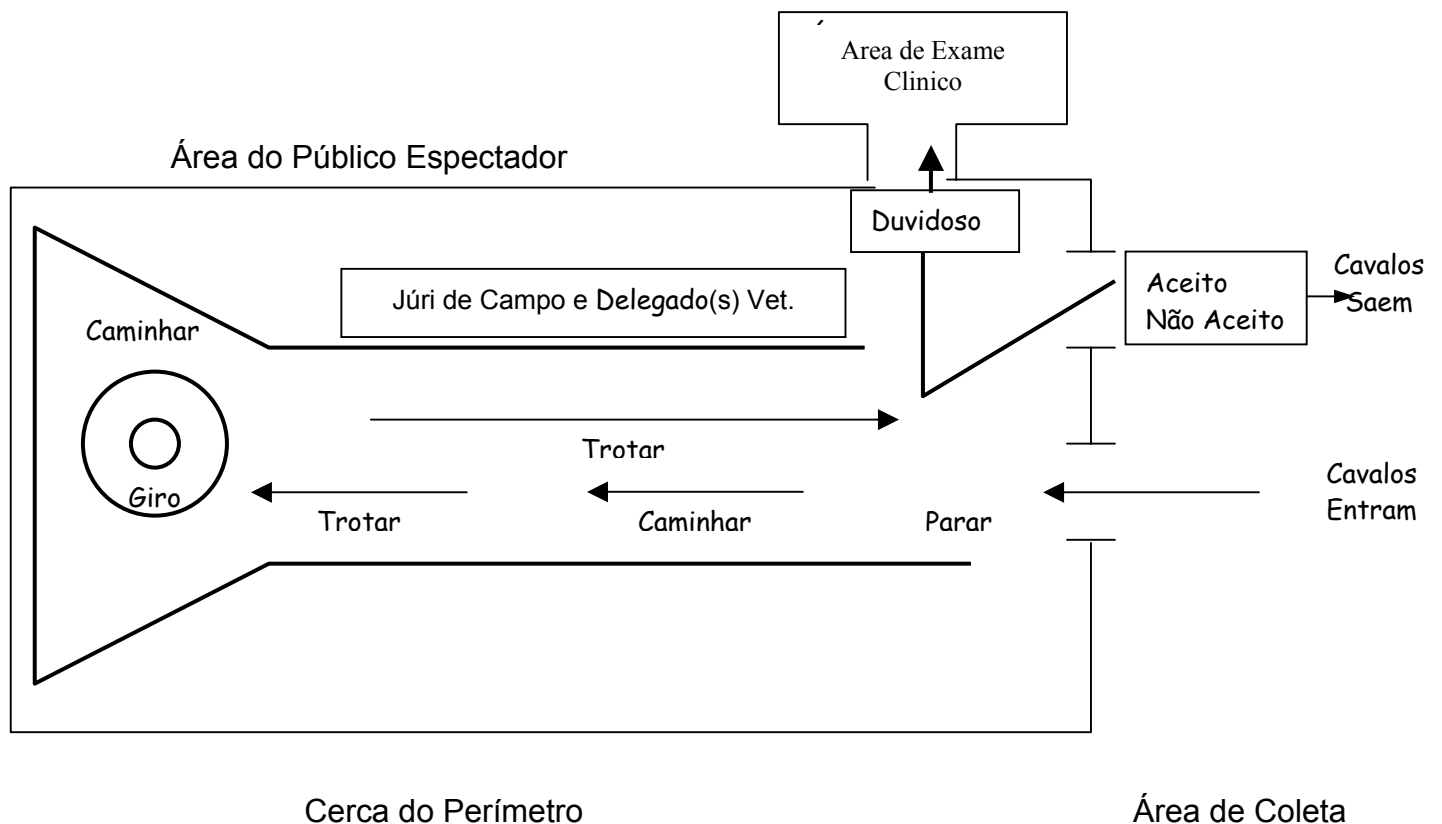 Área de Exame
Clinico
Área do Público Espectador
Duvidoso
Júri de Campo e Delegado(s) Vet.
Aceito
Não Aceito
Cavalos
Saem
Caminhar
Trotar
Giro
Trotar
Caminhar
Parar
Cavalos
Entram
Cerca do Perímetro
Área de Coleta